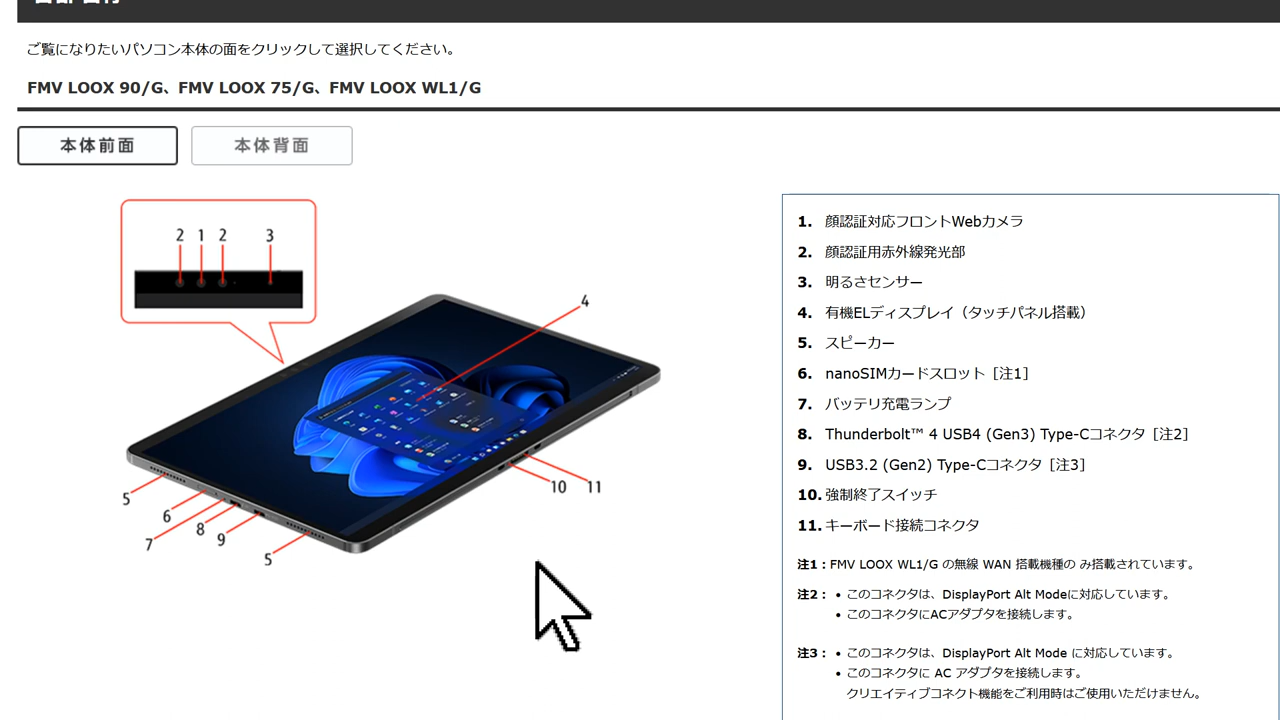 ご覧になりたいパソコン本体の面をクリックして選択してください。
FMV LOOX 90/G、FMV LOOX 75/G、FMV LOOX WL1/G
本体前面
本体背面
2 1 2 3
4
5
6
7
8
9
5
10
11
1. 顔認証対応フロントWebカメラ
2. 顔認証用赤外線発光部
3. 明るさセンサー
4. 有機ELディスプレイ（タッチパネル搭載）
5. スピーカー
6. nanoSIMカードスロット［注1］
7. バッテリ充電ランプ
8. Thunderbolt™ 4 USB4 (Gen3) Type-Cコネクタ［注2］
9. USB3.2 (Gen2) Type-Cコネクタ［注3］
10. 強制終了スイッチ
11. キーボード接続コネクタ
注1：FMV LOOX WL1/G の無線 WAN 搭載機種の み搭載されています。
注2：• このコネクタは、DisplayPort Alt Modeに対応しています。
• このコネクタにACアダプタを接続します。
注3：• このコネクタは、DisplayPort Alt Mode に対応しています。
• このコネクタに AC アダプタを接続します。
クリエイティブコネクト機能をご利用時はご使用いただけません。